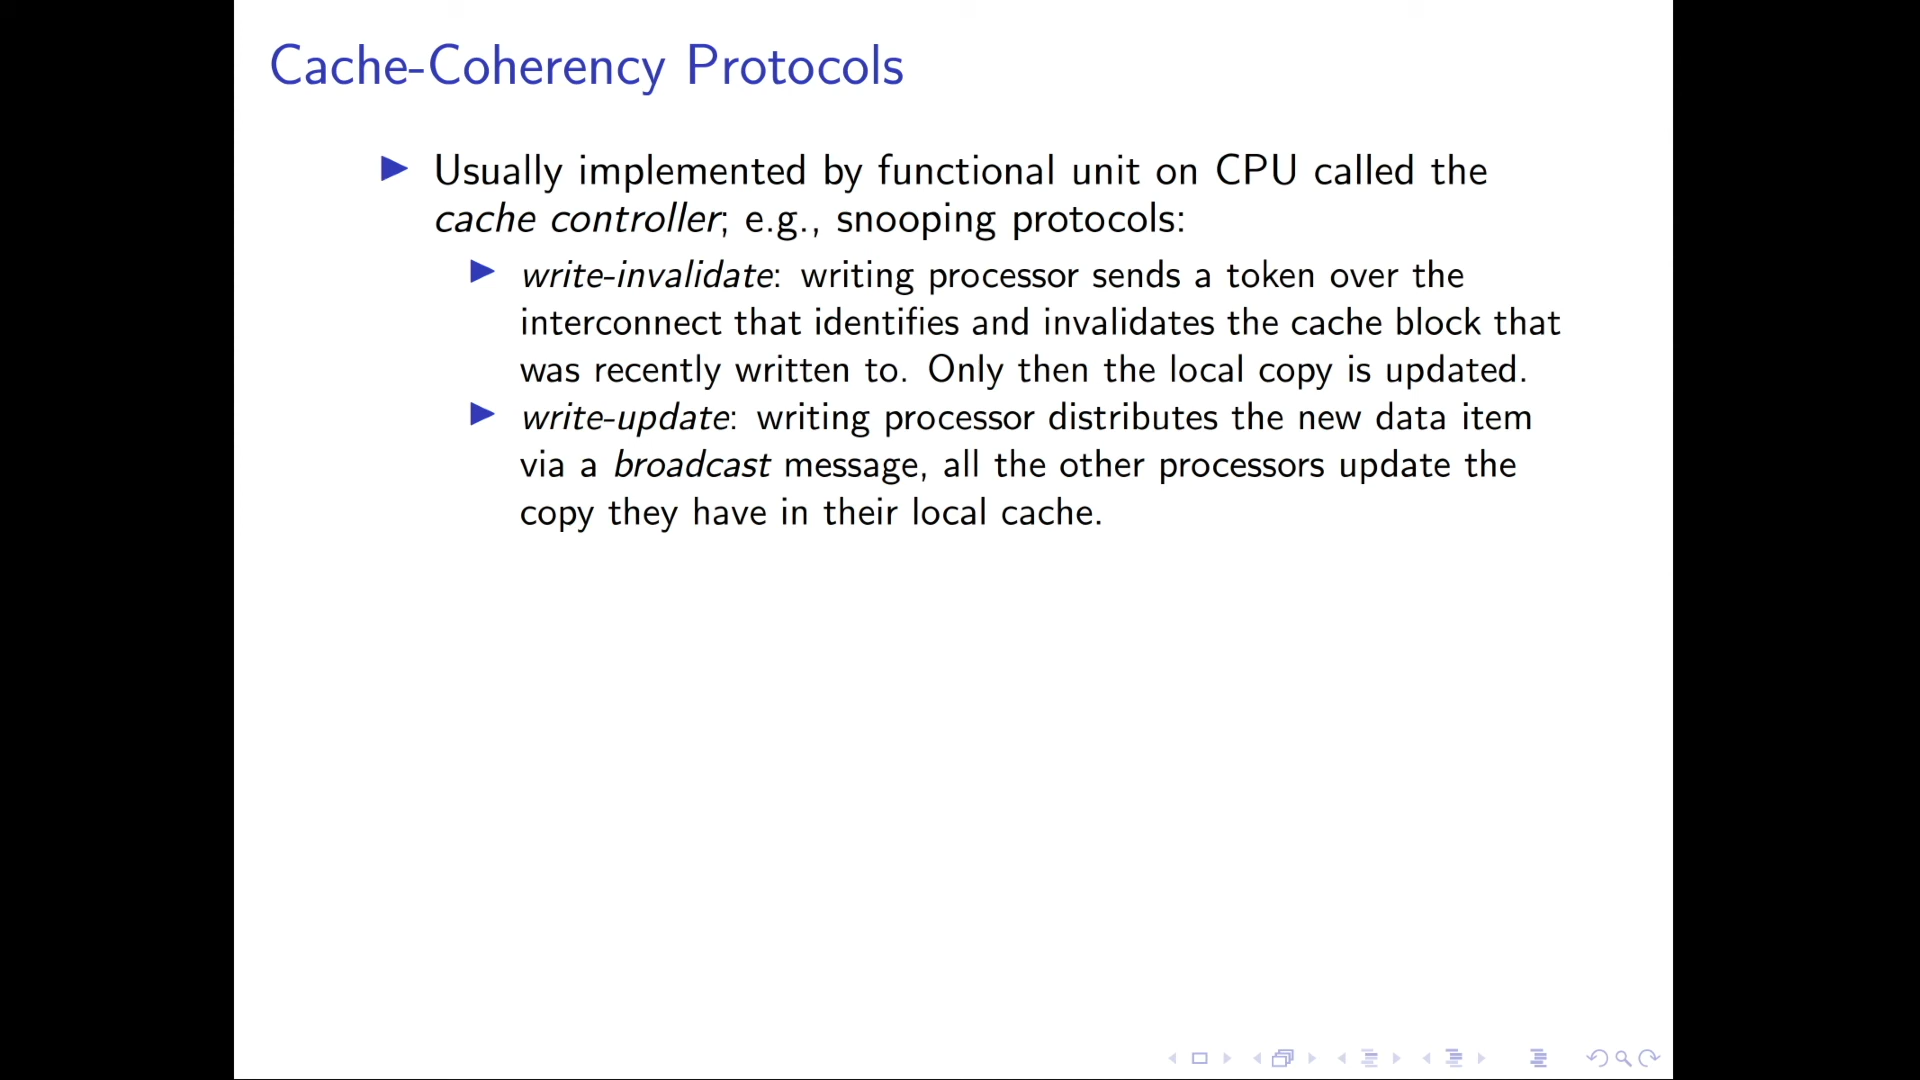 Cache-Coherency Protocols
Usually implemented by functional unit on CPU called the
cache controller; e.g., snooping protocols:
write-invalidate: writing processor sends a token over the
interconnect that identifies and invalidates the cache block that
was recently written to. Only then the local copy is updated.
write-update: writing processor distributes the new data item
via a broadcast message, all the other processors update the
copy they have in their local cache.